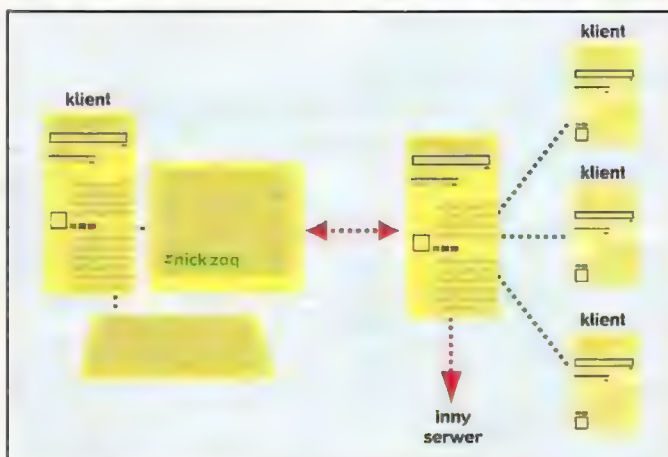 klient
klient
≠nick zoq
klient
klient
inny
serwer